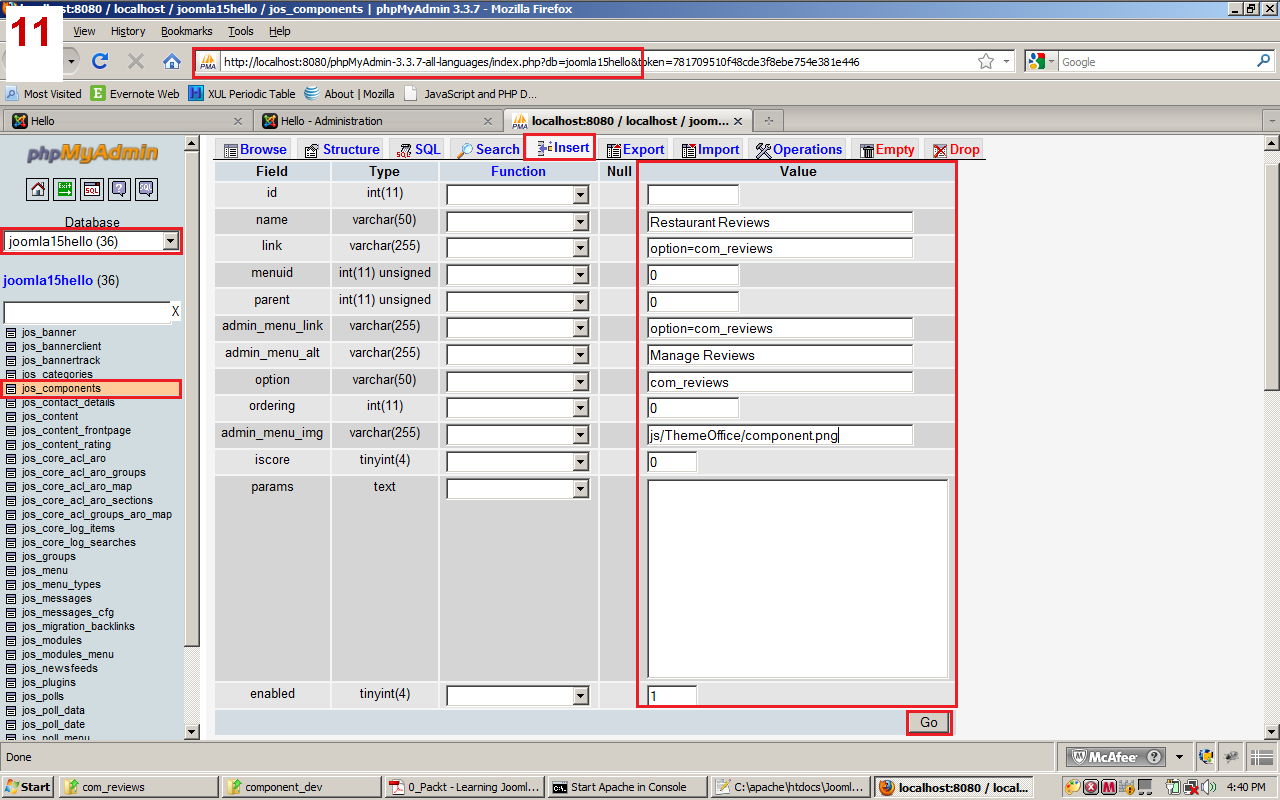 localhost:8080 / localhost / joomla15hello / jos_components | phpMyAdmin 3.3.7 - Mozilla Firefox
11
View History Bookmarks Tools Help
PMA http://localhost:8080/phpMyAdmin-3.3.7-all-languages/index.php?db=joomla15hello&token=781709510f48cde3f8ebe754e381e446 Google
Most Visited Evernote Web XUL Periodic Table About | Mozilla JavaScript and PHP D...
Hello Hello - Administration PMA localhost:8080 / localhost / joom...
phpMyAdmin
Exit SQL ? SQL
Database
joomla15hello (36)
joomla15hello (36)
X
jos_banner
jos_bannerclient
jos_bannertrack
jos_categories
jos_components
jos_contact_details
jos_content
jos_content_frontpage
jos_content_rating
jos_core_acl_aro
jos_core_acl_aro_groups
jos_core_acl_aro_map
jos_core_acl_aro_sections
jos_core_acl_groups_aro_map
jos_core_log_items
jos_core_log_searches
jos_groups
jos_menu
jos_menu_types
jos_messages
jos_messages_cfg
jos_migration_backlinks
jos_modules
jos_modules_menu
jos_newsfeeds
jos_plugins
jos_polls
jos_poll_data
jos_poll_date
jos_poll_menu
Browse Structure SQL Search Insert Export Import Operations Empty Drop
Field Type Function Null Value
id int(11)
name varchar(50) Restaurant Reviews
link varchar(255) option=com_reviews
menuid int(11) unsigned 0
parent int(11) unsigned 0
admin_menu_link varchar(255) option=com_reviews
admin_menu_alt varchar(255) Manage Reviews
option varchar(50) com_reviews
ordering int(11) 0
admin_menu_img varchar(255) js/ThemeOffice/component.png
iscore tinyint(4) 0
params text
enabled tinyint(4) 1
Go
Done McAfee ?
Start com_reviews component_dev 0_Packt - Learning Jooml... Start Apache in Console C:\apache\htdocs\Jooml... localhost:8080 / local... 4:40 PM